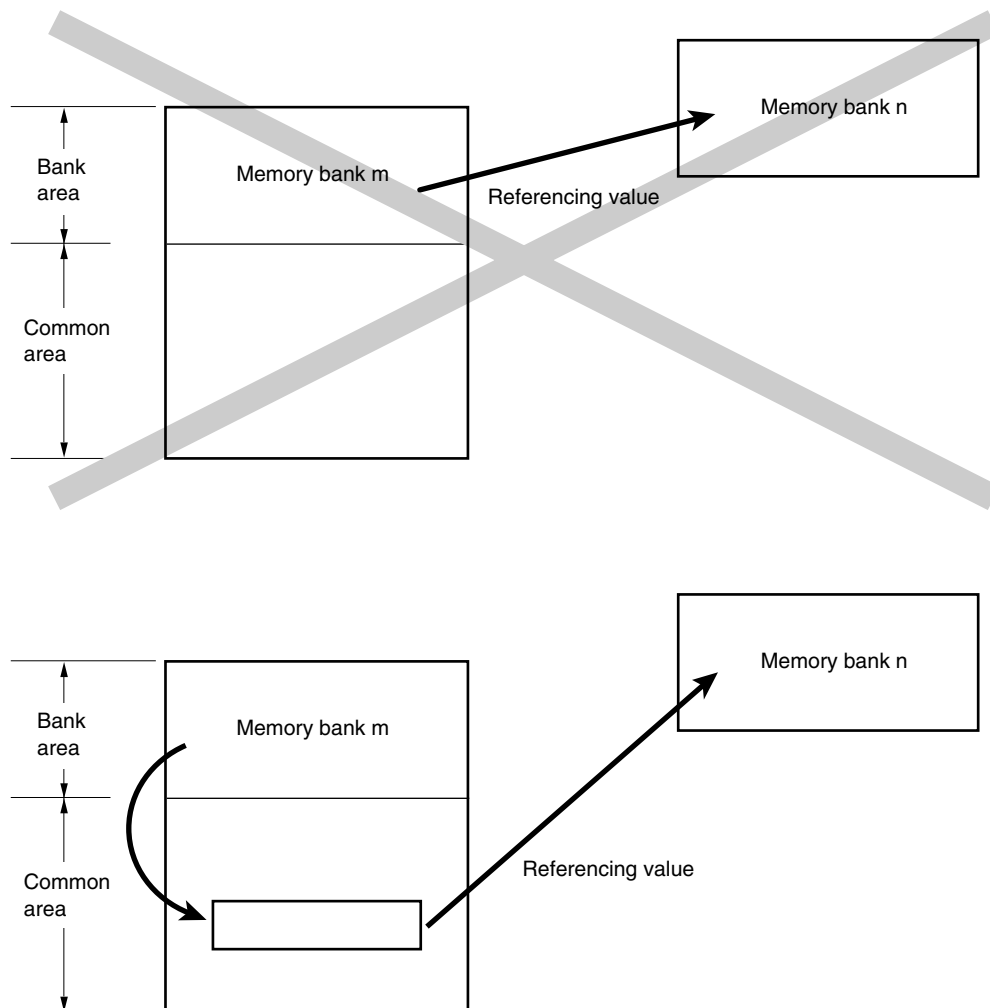 Memory bank n
Bank
area
Memory bank m
Referencing value
Common
area
Memory bank n
Bank
area
Memory bank m
Referencing value
Common
area